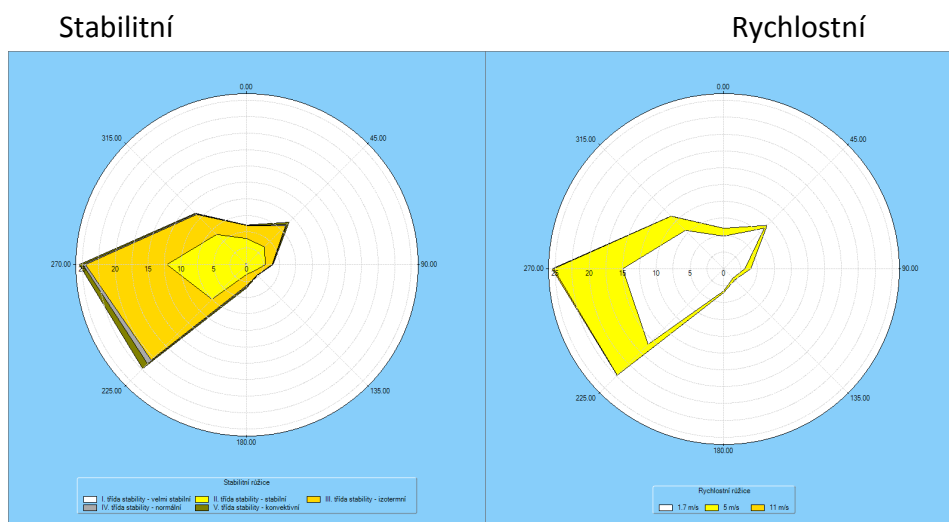 Stabilitní Rychlostní
0.00
315.00 45.00
270.00 25 20 15 10 5 0 90.00
225.00 135.00
180.00
Stabilitní růžice
I. třída stability - velmi stabilní II. třída stability - stabilní III. třída stability - izotermní
IV. třída stability - normální V. třída stability - konvektivní
0.00
315.00 45.00
270.00 25 20 15 10 5 0 90.00
225.00 135.00
180.00
Rychlostní růžice
1.7 m/s 5 m/s 11 m/s